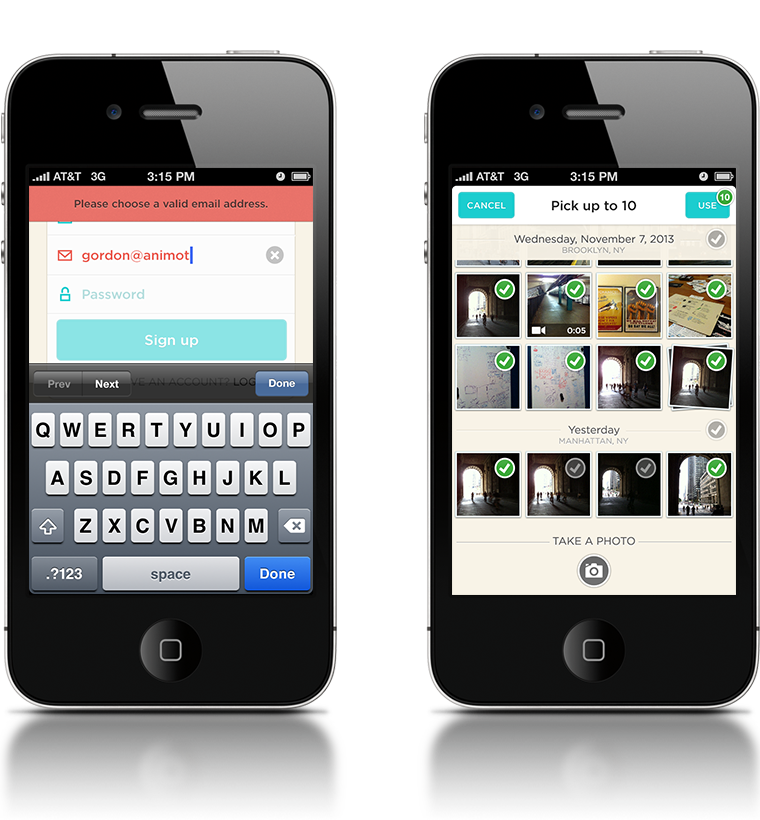 AT&T 3G 3:15 PM
Please choose a valid email address.
gordon@animot
Password
Sign up
VE AN ACCOUNT? LOG
Prev Next Done
Q W E R T Y U I O P
A S D F G H J K L
Z X C V B N M
.?123 space Done
AT&T 3G 3:15 PM
CANCEL Pick up to 10 USE 10
Wednesday, November 7, 2013
BROOKLYN, NY
0:05
Yesterday
MANHATTAN, NY
TAKE A PHOTO